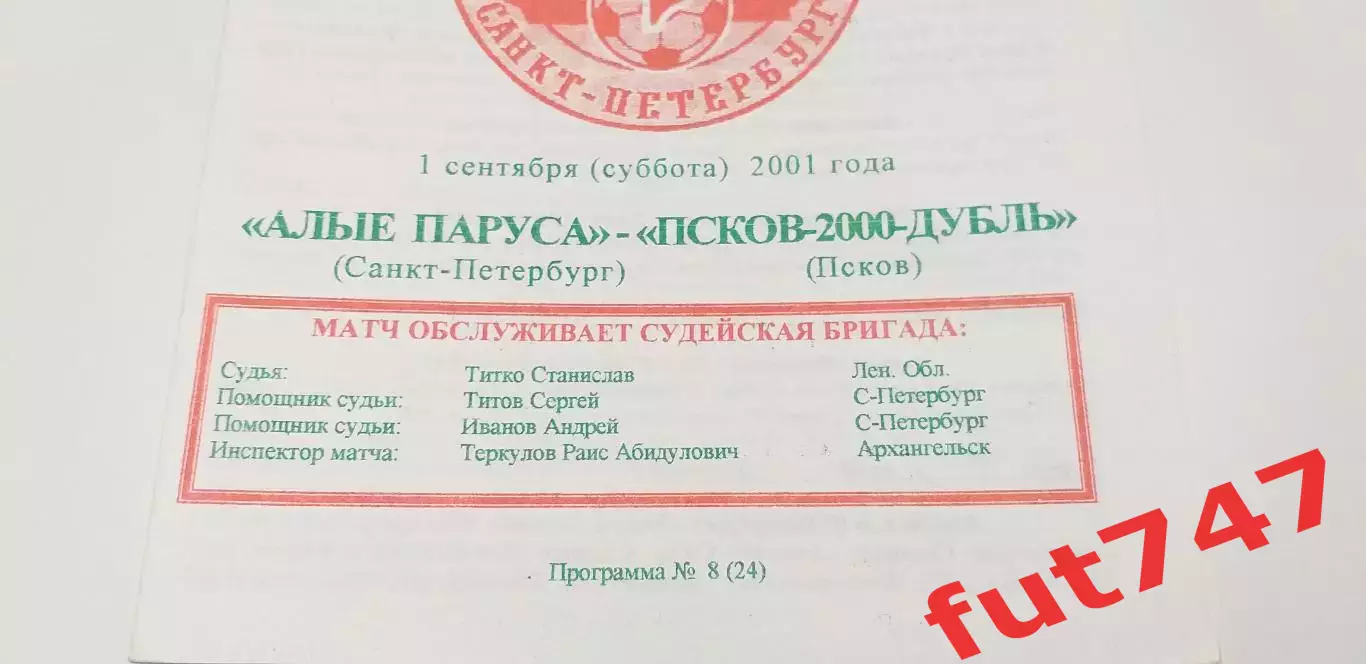 САНКТ-ПЕТЕРБУРГ
1 сентября (суббота) 2001 года
«АЛЫЕ ПАРУСА»-«ПСКОВ-2000-ДУБЛЬ»
(Санкт-Петербург) (Псков)
МАТЧ ОБСЛУЖИВАЕТ СУДЕЙСКАЯ БРИГАДА:
Судья: Титко Станислав Лен. Обл.
Помощник судьи: Титов Сергей С-Петербург
Помощник судьи: Иванов Андрей С-Петербург
Инспектор матча: Теркулов Раис Абидулович Архангельск
Программа № 8 (24)
fut747